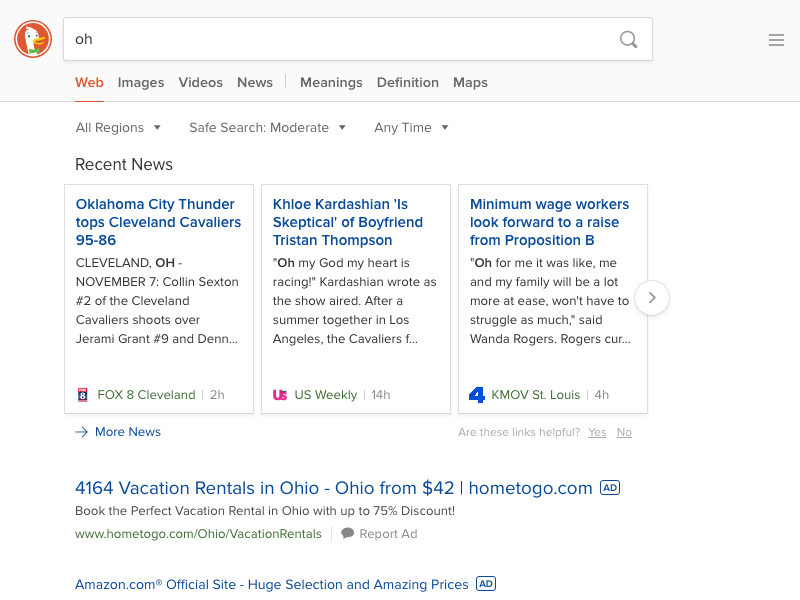 oh
Web Images Videos News Meanings Definition Maps
All Regions Safe Search: Moderate Any Time
Recent News
Oklahoma City Thunder
tops Cleveland Cavaliers
95-86
CLEVELAND, OH -
NOVEMBER 7: Collin Sexton
#2 of the Cleveland
Cavaliers shoots over
Jerami Grant #9 and Denn...
FOX 8 Cleveland 2h
Khloe Kardashian 'Is
Skeptical' of Boyfriend
Tristan Thompson
"Oh my God my heart is
racing!" Kardashian wrote as
the show aired. After a
summer together in Los
Angeles, the Cavaliers f...
US Weekly 14h
Minimum wage workers
look forward to a raise
from Proposition B
"Oh for me it was like, me
and my family will be a lot
more at ease, won't have to
struggle as much," said
Wanda Rogers. Rogers cur...
KMOV St. Louis 4h
More News
Are these links helpful? Yes No
4164 Vacation Rentals in Ohio - Ohio from $42 | hometogo.com AD
Book the Perfect Vacation Rental in Ohio with up to 75% Discount!
www.hometogo.com/Ohio/VacationRentals Report Ad
Amazon.com® Official Site - Huge Selection and Amazing Prices AD